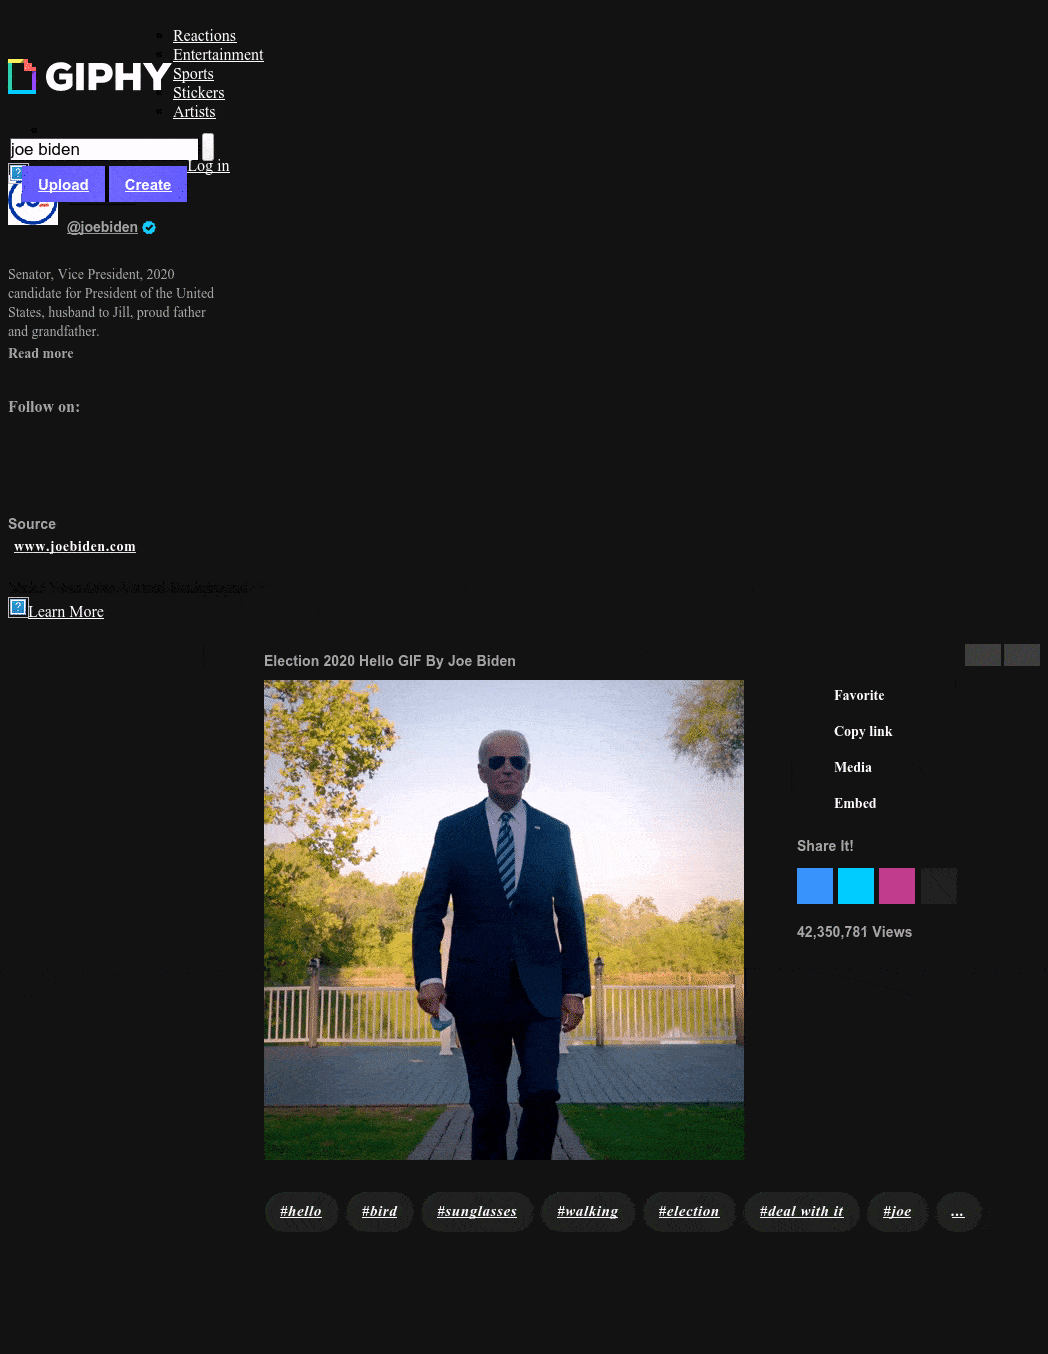 Reactions
Entertainment
GIPHY
Sports
Stickers
Artists
joe biden
Log in
Upload
Create
@joebiden
Senator, Vice President, 2020
candidate for President of the United
States, husband to Jill, proud father
and grandfather.
Read more
Follow on:
Source
www.joebiden.com
Learn More
Election 2020 Hello GIF By Joe Biden
Favorite
Copy link
Media
Embed
Share It!
42,350,781 Views
#hello #bird #sunglasses #walking #election #deal with it #joe ...